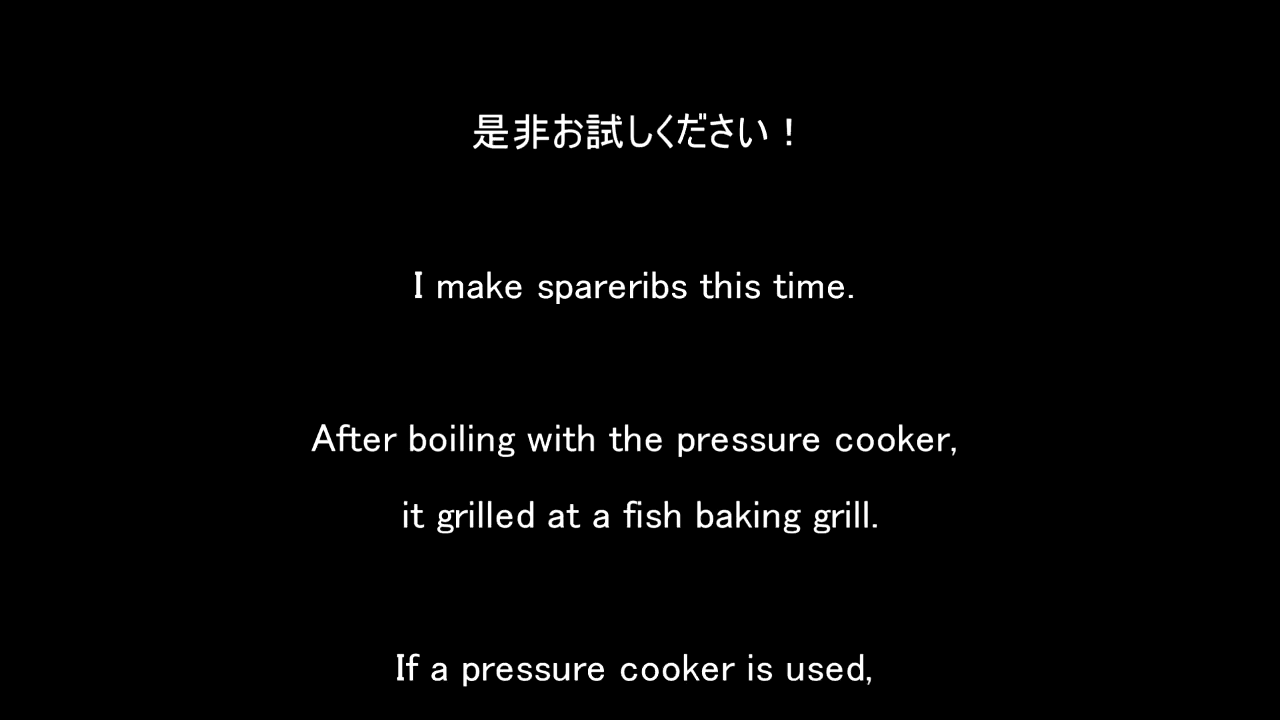 是非お試しください！
I make spareribs this time.
After boiling with the pressure cooker,
it grilled at a fish baking grill.
If a pressure cooker is used,